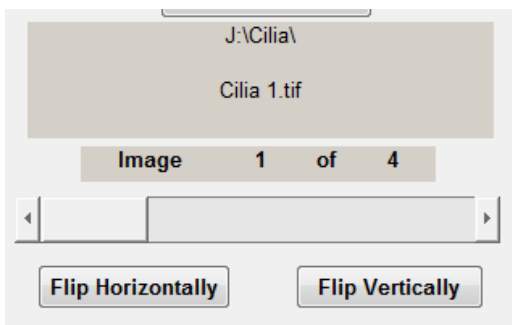 J:\Cilia\
Cilia 1.tif
Image 1 of 4
Flip Horizontally Flip Vertically